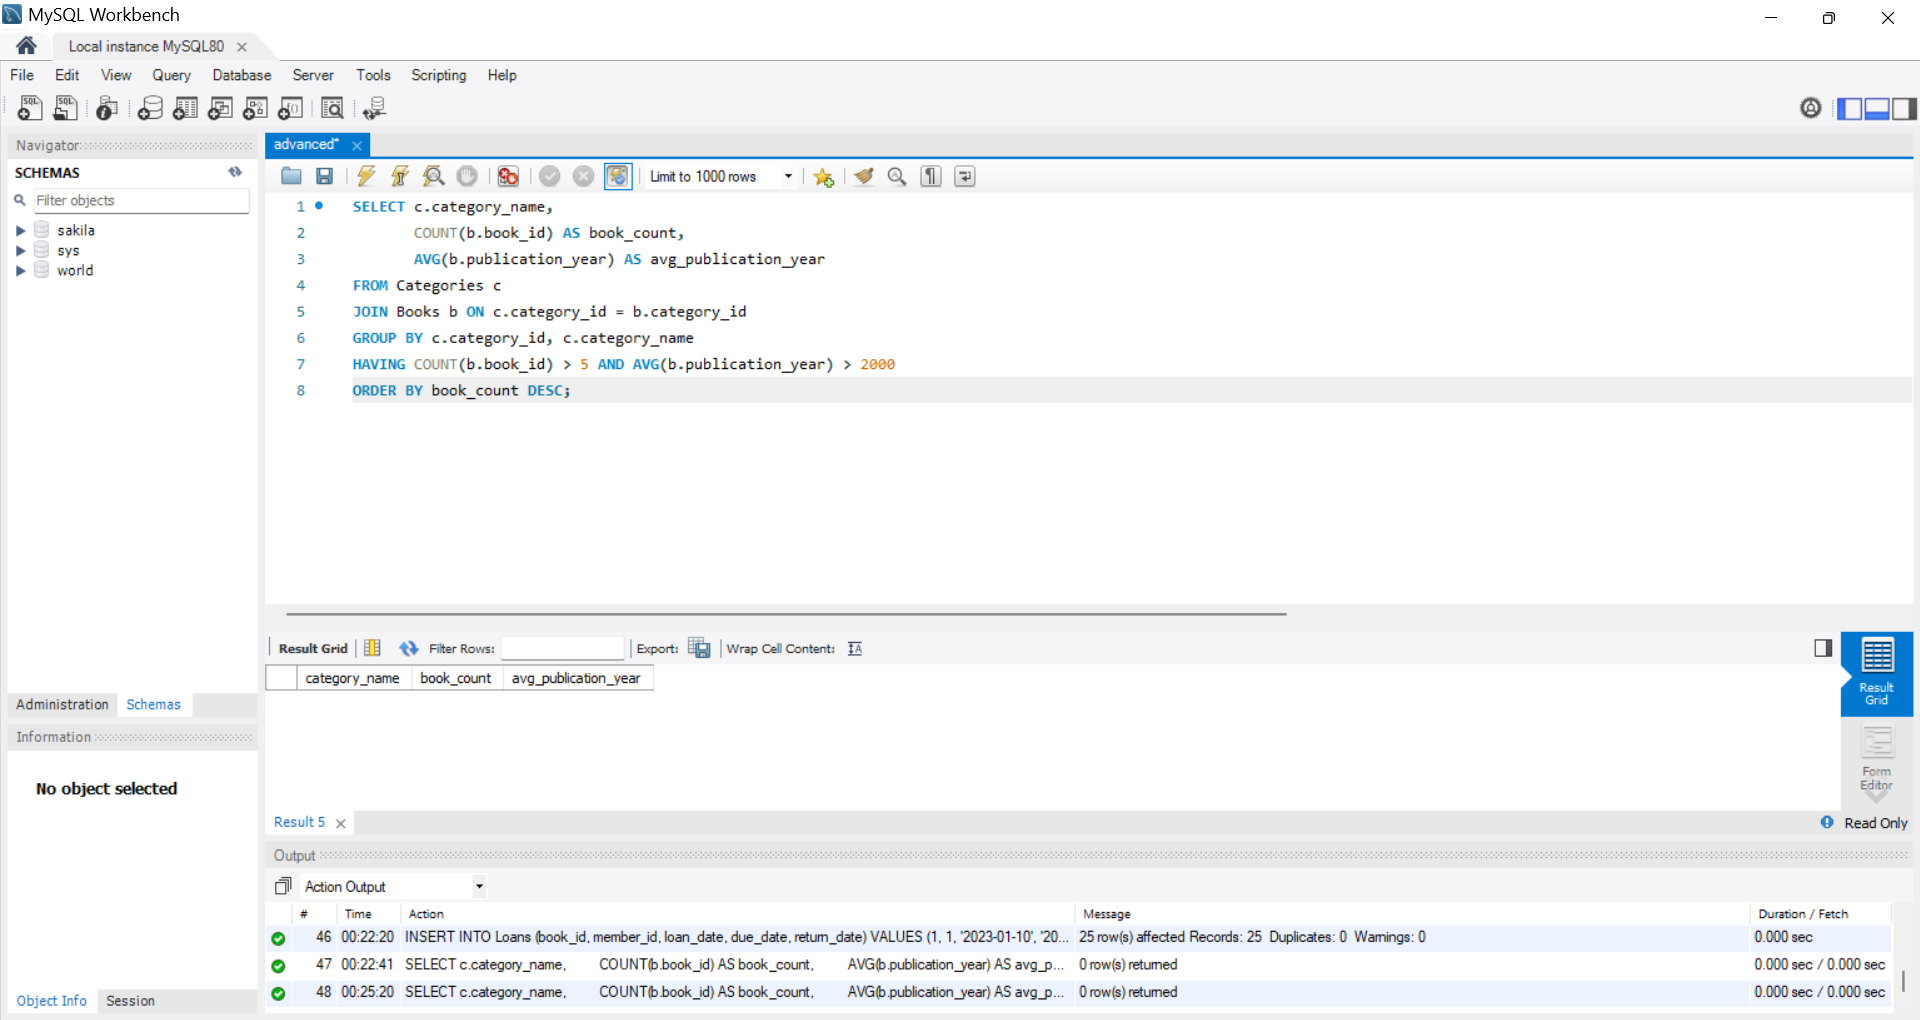 MySQL Workbench
Local instance MySQL80
File Edit View Query Database Server Tools Scripting Help
Navigator
SCHEMAS
Filter objects
sakila
sys
world
Administration Schemas
Information
No object selected
Object Info Session
advanced*
Limit to 1000 rows
1 SELECT c.category_name,
2 COUNT(b.book_id) AS book_count,
3 AVG(b.publication_year) AS avg_publication_year
4 FROM Categories c
5 JOIN Books b ON c.category_id = b.category_id
6 GROUP BY c.category_id, c.category_name
7 HAVING COUNT(b.book_id) > 5 AND AVG(b.publication_year) > 2000
8 ORDER BY book_count DESC;
Result Grid Filter Rows: Export: Wrap Cell Content:
category_name book_count avg_publication_year
Result
Grid
Form
Editor
Result 5
Read Only
Output
Action Output
# Time Action Message Duration / Fetch
46 00:22:20 INSERT INTO Loans (book_id, member_id, loan_date, due_date, return_date) VALUES (1, 1, '2023-01-10', '20... 25 row(s) affected Records: 25 Duplicates: 0 Warnings: 0 0.000 sec
47 00:22:41 SELECT c.category_name, COUNT(b.book_id) AS book_count, AVG(b.publication_year) AS avg_p... 0 row(s) returned 0.000 sec / 0.000 sec
48 00:25:20 SELECT c.category_name, COUNT(b.book_id) AS book_count, AVG(b.publication_year) AS avg_p... 0 row(s) returned 0.000 sec / 0.000 sec